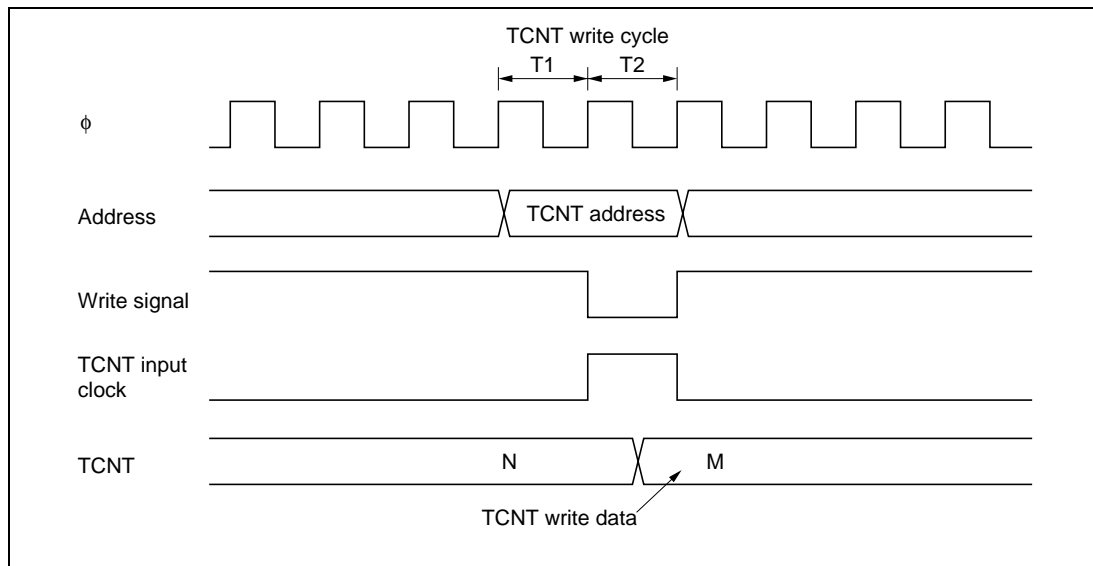 TCNT write cycle
T1 T2
ϕ
Address
TCNT address
Write signal
TCNT input
clock
TCNT
N M
TCNT write data